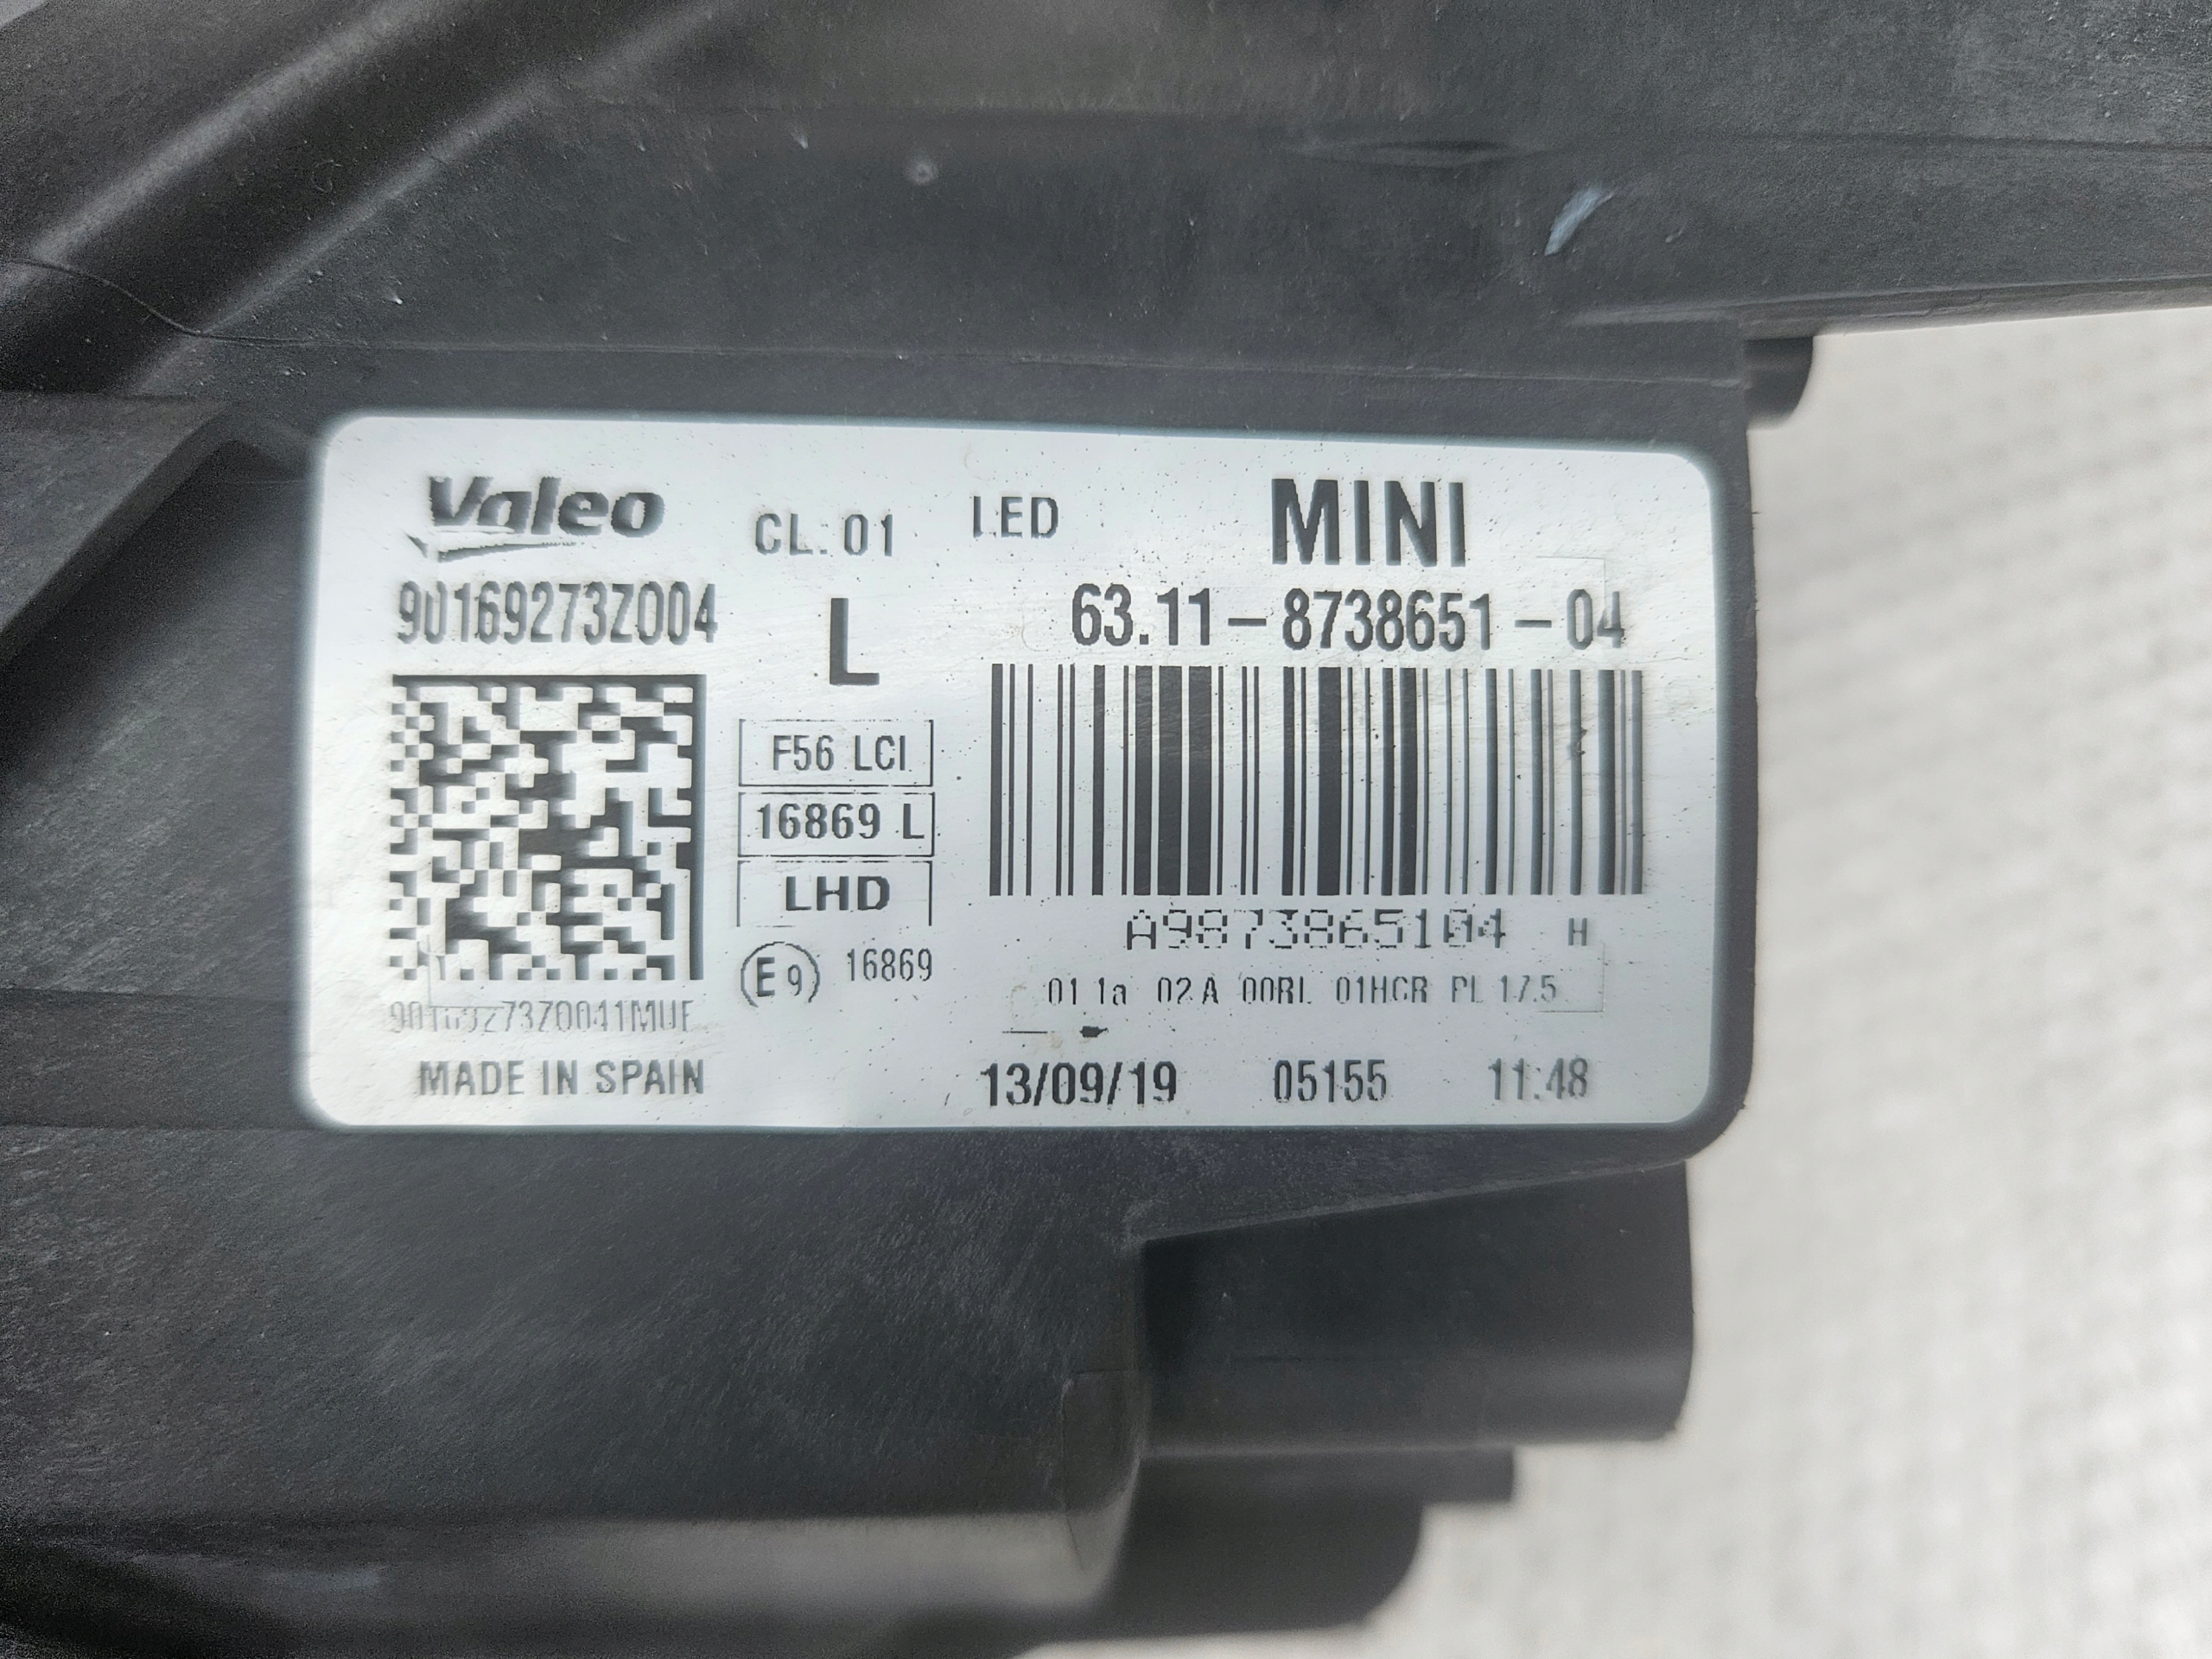 Valeo CL: 01 LED MINI
90169273Z004 L 63.11-8738651-04
F56 LCI
16869 L
LHD
A9873865104 H
E9 16869
01 1a 02A 00RL 01HCR PL 17.5
MADE IN SPAIN 13/09/19 05155 11:48